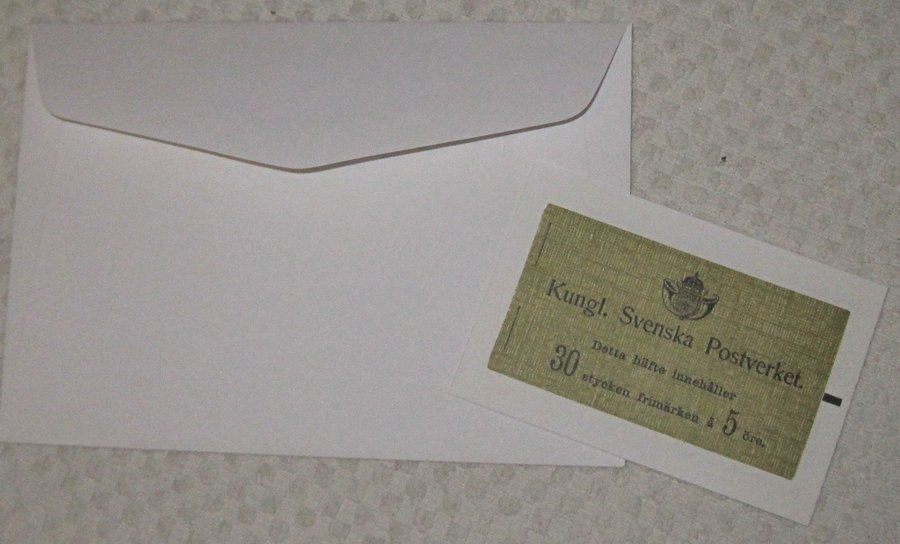 Kungl. Svenska Postverket.
Detta häfte innehåller
30 stycken frimärken à 5 öre.